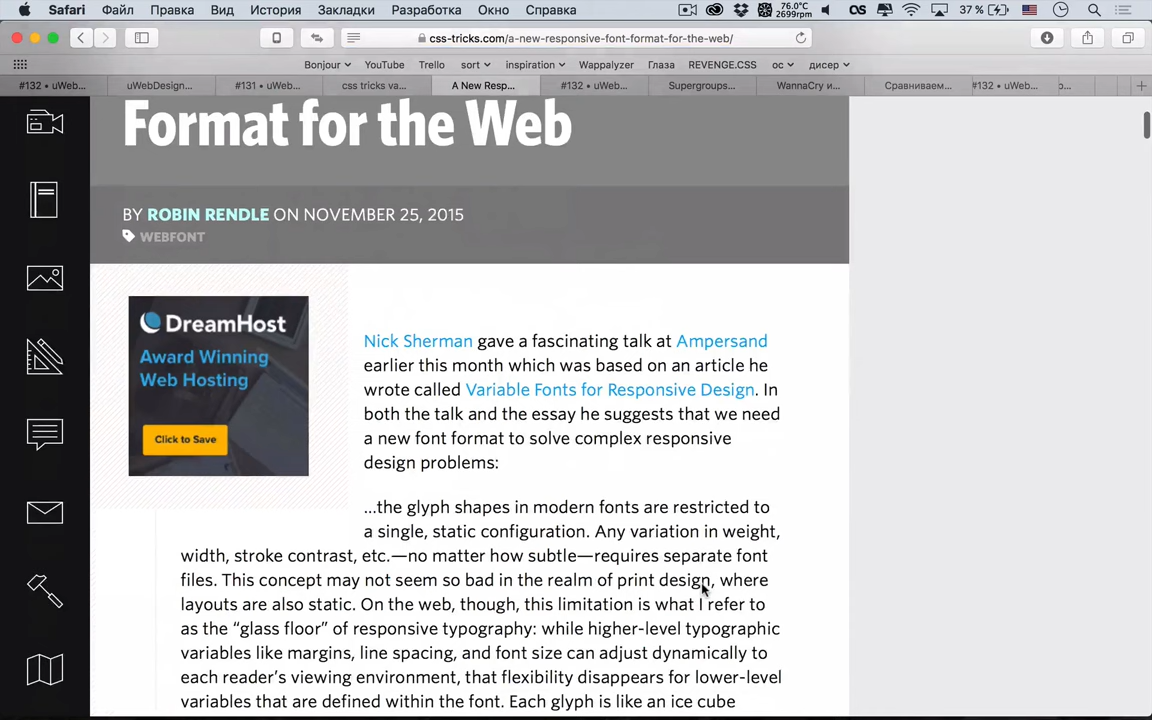 Safari Файл Правка Вид История Закладки Разработка Окно Справка 76.0°C 2699rpm 37 %
css-tricks.com/a-new-responsive-font-format-for-the-web/
Bonjour YouTube Trello sort inspiration Wappalyzer Глаза REVENGE.CSS ос дисер
#132 • uWeb... uWebDesign... #131 • uWeb... css tricks va... A New Resp... #132 • uWeb... Supergroups... WannaCry и... Сравниваем... #132 • uWeb...
Format for the Web
BY ROBIN RENDLE ON NOVEMBER 25, 2015
WEBFONT
DreamHost
Award Winning
Web Hosting
Click to Save
Nick Sherman gave a fascinating talk at Ampersand
earlier this month which was based on an article he
wrote called Variable Fonts for Responsive Design. In
both the talk and the essay he suggests that we need
a new font format to solve complex responsive
design problems:
…the glyph shapes in modern fonts are restricted to
a single, static configuration. Any variation in weight,
width, stroke contrast, etc.—no matter how subtle—requires separate font
files. This concept may not seem so bad in the realm of print design, where
layouts are also static. On the web, though, this limitation is what I refer to
as the “glass floor” of responsive typography: while higher-level typographic
variables like margins, line spacing, and font size can adjust dynamically to
each reader’s viewing environment, that flexibility disappears for lower-level
variables that are defined within the font. Each glyph is like an ice cube